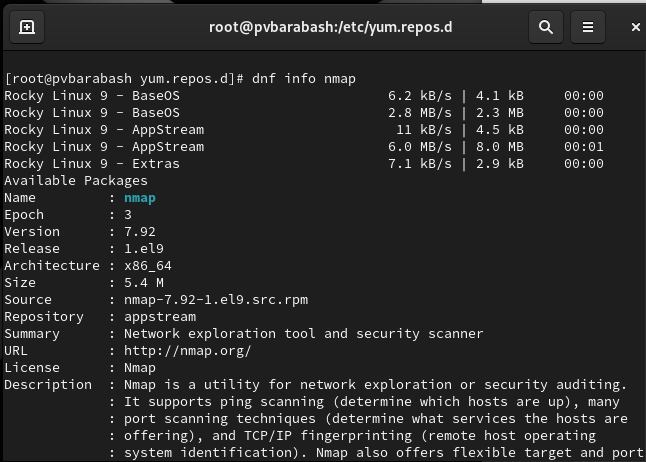 root@pvbarabash:/etc/yum.repos.d
[root@pvbarabash yum.repos.d]# dnf info nmap
Rocky Linux 9 - BaseOS                          6.2 kB/s | 4.1 kB     00:00
Rocky Linux 9 - BaseOS                          2.8 MB/s | 2.3 MB     00:00
Rocky Linux 9 - AppStream                        11 kB/s | 4.5 kB     00:00
Rocky Linux 9 - AppStream                       6.0 MB/s | 8.0 MB     00:01
Rocky Linux 9 - Extras                          7.1 kB/s | 2.9 kB     00:00
Available Packages
Name         : nmap
Epoch        : 3
Version      : 7.92
Release      : 1.el9
Architecture : x86_64
Size         : 5.4 M
Source       : nmap-7.92-1.el9.src.rpm
Repository   : appstream
Summary      : Network exploration tool and security scanner
URL          : http://nmap.org/
License      : Nmap
Description  : Nmap is a utility for network exploration or security auditing.
             : It supports ping scanning (determine which hosts are up), many
             : port scanning techniques (determine what services the hosts are
             : offering), and TCP/IP fingerprinting (remote host operating
             : system identification). Nmap also offers flexible target and port